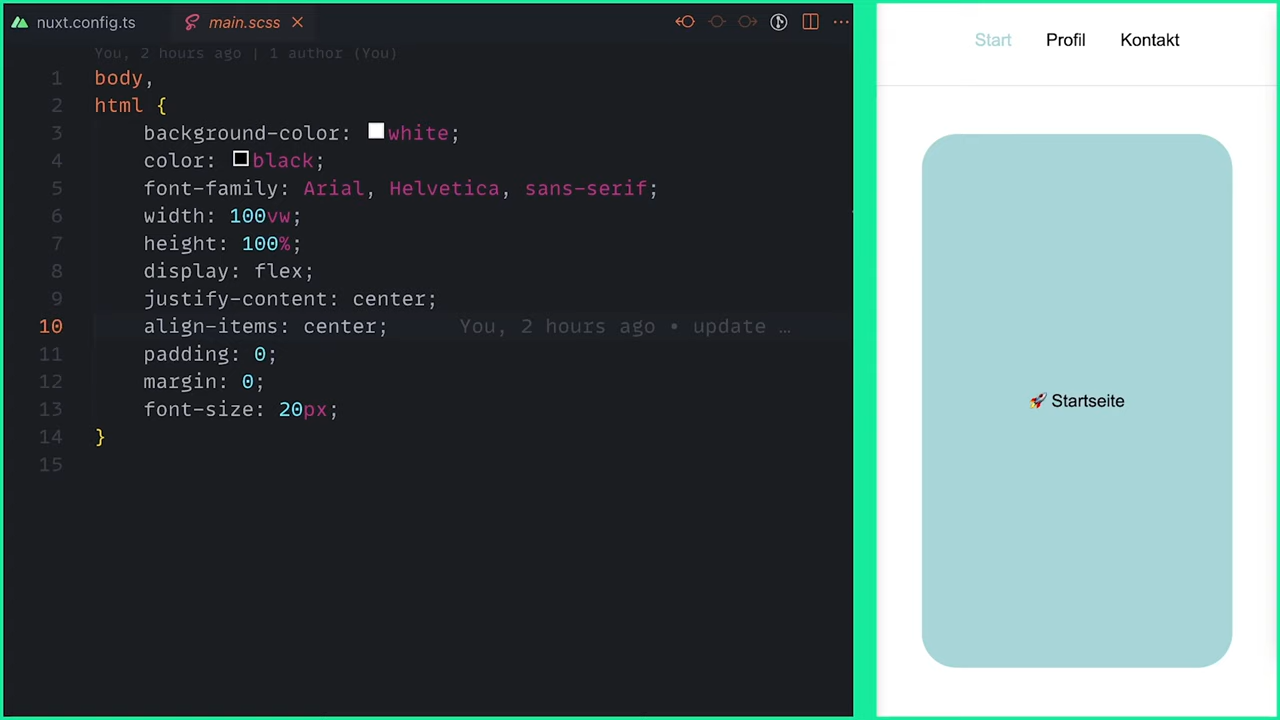 nuxt.config.ts main.scss
You, 2 hours ago | 1 author (You)
1 body,
2 html {
3 background-color: white;
4 color: black;
5 font-family: Arial, Helvetica, sans-serif;
6 width: 100vw;
7 height: 100%;
8 display: flex;
9 justify-content: center;
10 align-items: center; You, 2 hours ago • update …
11 padding: 0;
12 margin: 0;
13 font-size: 20px;
14 }
15
Start Profil Kontakt
🚀 Startseite